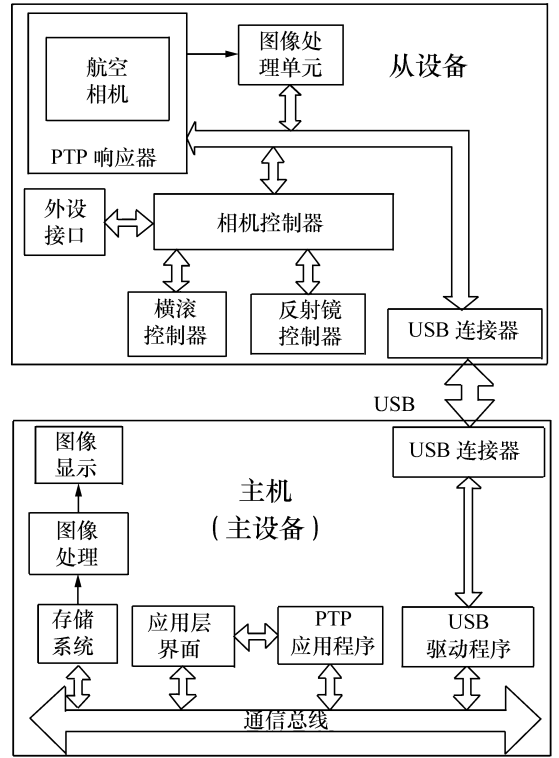 图像处
理单元
从设备
航空
相机
PTP 响应器
外设
接口
相机控制器
横滚
控制器
反射镜
控制器
USB 连接器
USB
图像
显示
USB 连接器
主机
(主设备)
图像
处理
存储
系统
应用层
界面
PTP
应用程序
USB
驱动程序
通信总线